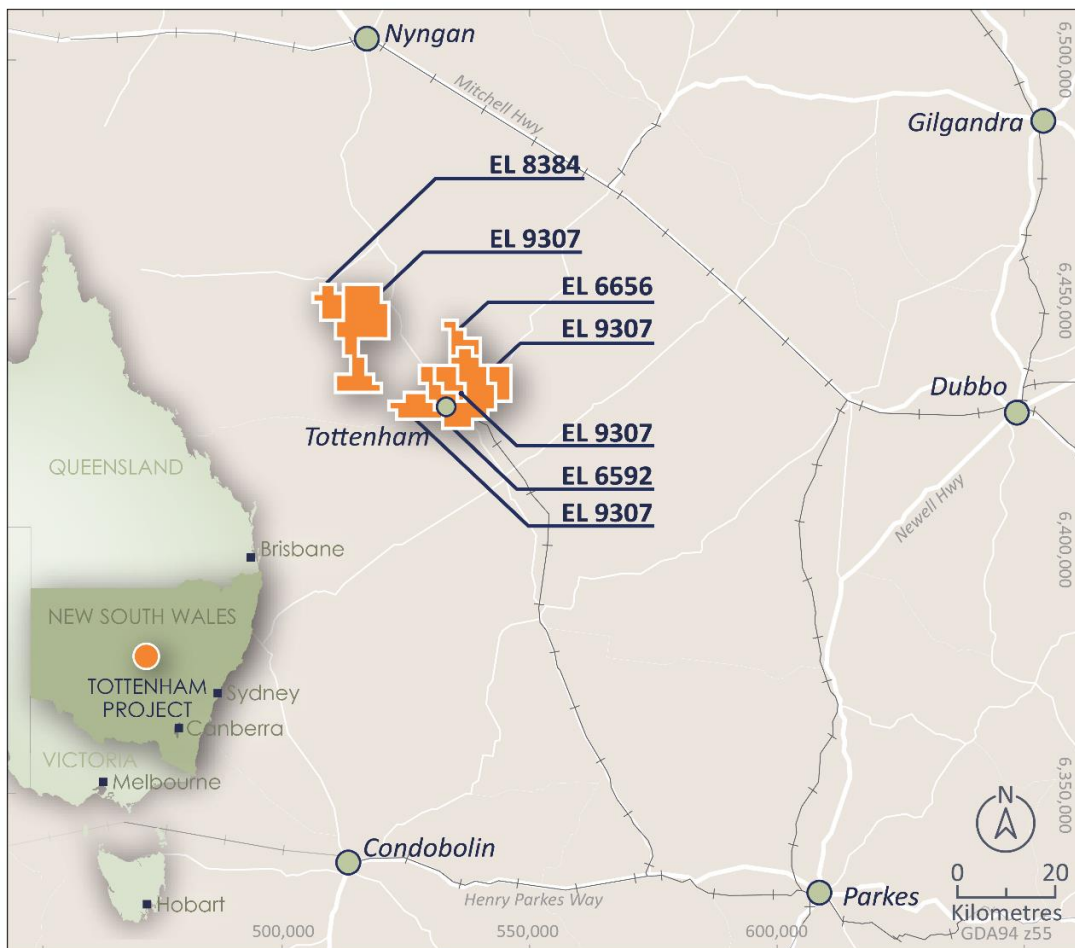 Nyngan
Mitchell Hwy
6,500,000
Gilgandra
EL 8384
EL 9307
EL 6656
EL 9307
6,450,000
Dubbo
Tottenham
EL 9307
EL 6592
EL 9307
Newell Hwy
6,400,000
QUEENSLAND
Brisbane
NEW SOUTH WALES
TOTTENHAM
PROJECT
Sydney
Canberra
VICTORIA
Melbourne
Hobart
6,350,000
Condobolin
Henry Parkes Way
Parkes
N
0 20
Kilometres
GDA94 z55
500,000
550,000
600,000